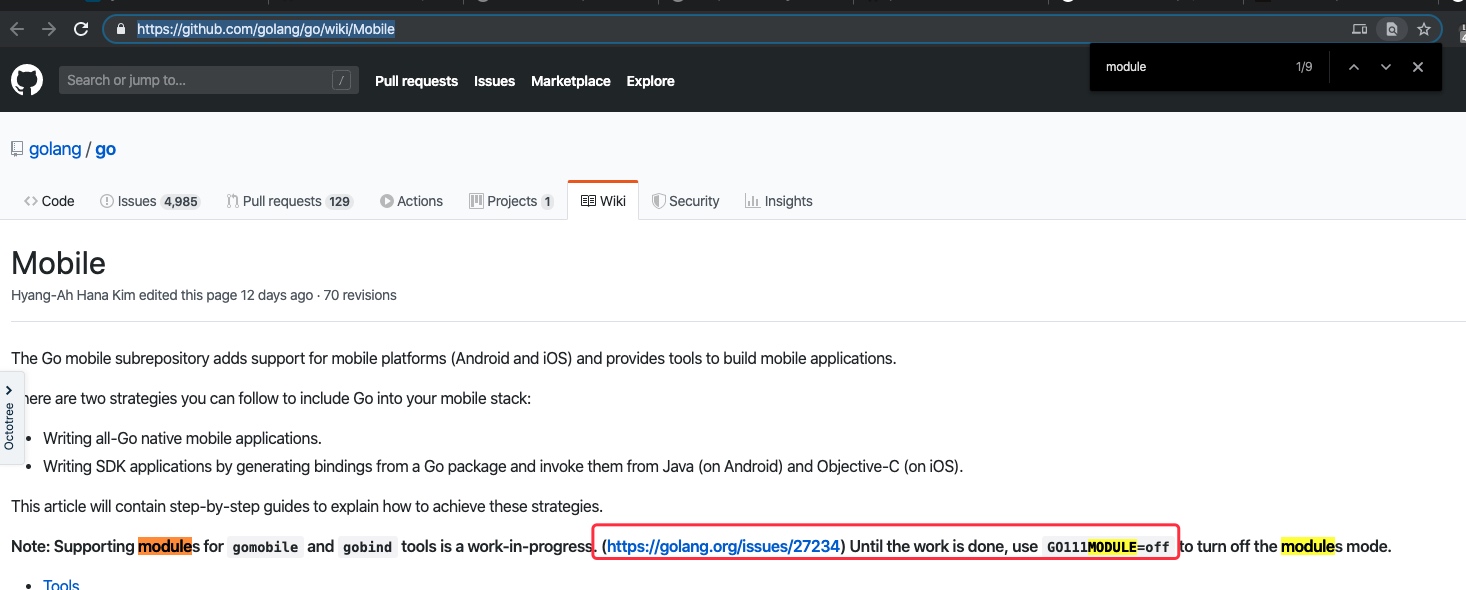 https://github.com/golang/go/wiki/Mobile
module 1/9
Search or jump to... / Pull requests Issues Marketplace Explore
golang / go
Code Issues 4,985 Pull requests 129 Actions Projects 1 Wiki Security Insights
Mobile
Hyang-Ah Hana Kim edited this page 12 days ago · 70 revisions
The Go mobile subrepository adds support for mobile platforms (Android and iOS) and provides tools to build mobile applications.
here are two strategies you can follow to include Go into your mobile stack:
Octotree
• Writing all-Go native mobile applications.
• Writing SDK applications by generating bindings from a Go package and invoke them from Java (on Android) and Objective-C (on iOS).
This article will contain step-by-step guides to explain how to achieve these strategies.
Note: Supporting modules for gomobile and gobind tools is a work-in-progress. (https://golang.org/issues/27234) Until the work is done, use GO111MODULE=off to turn off the modules mode.
• Tools